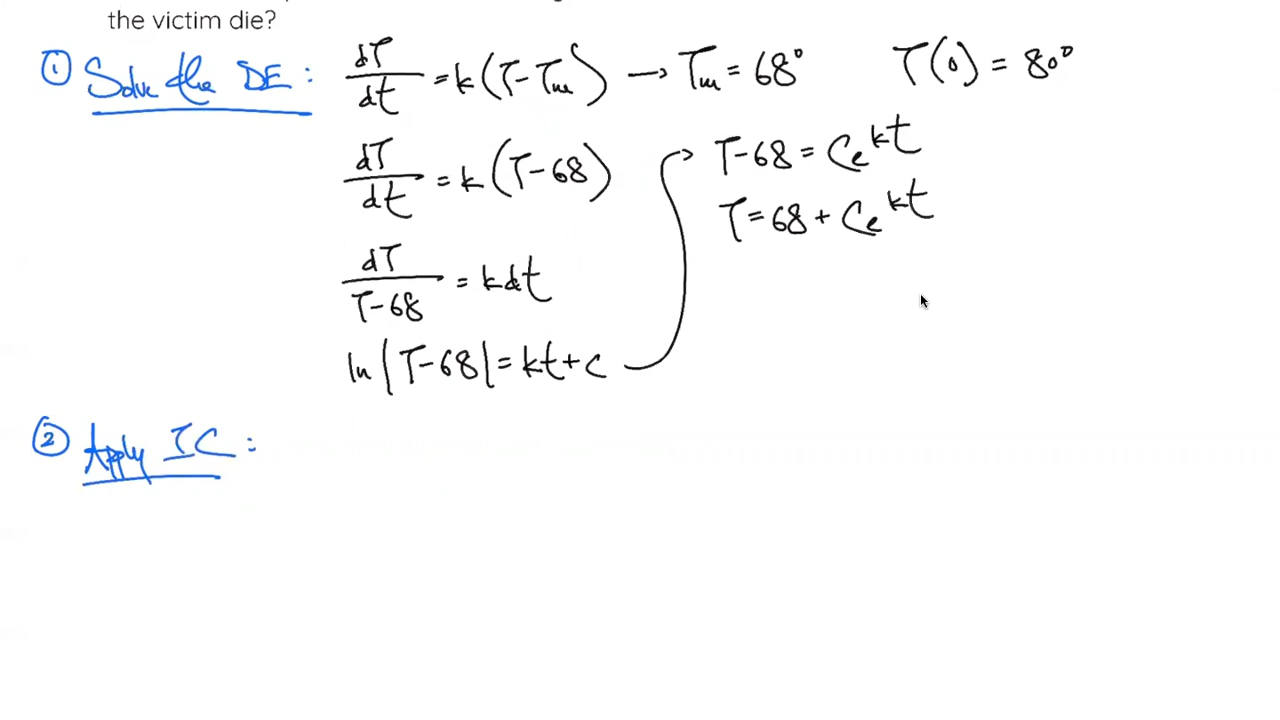 the victim die?
① Solve the DE: dT/dt = k(T-Tm) → Tm = 68° T(0) = 80°
dT/dt = k(T-68)
dT/T-68 = kdt
ln|T-68| = kt+c
T-68 = Ce^kt
T = 68 + Ce^kt
② Apply IC: